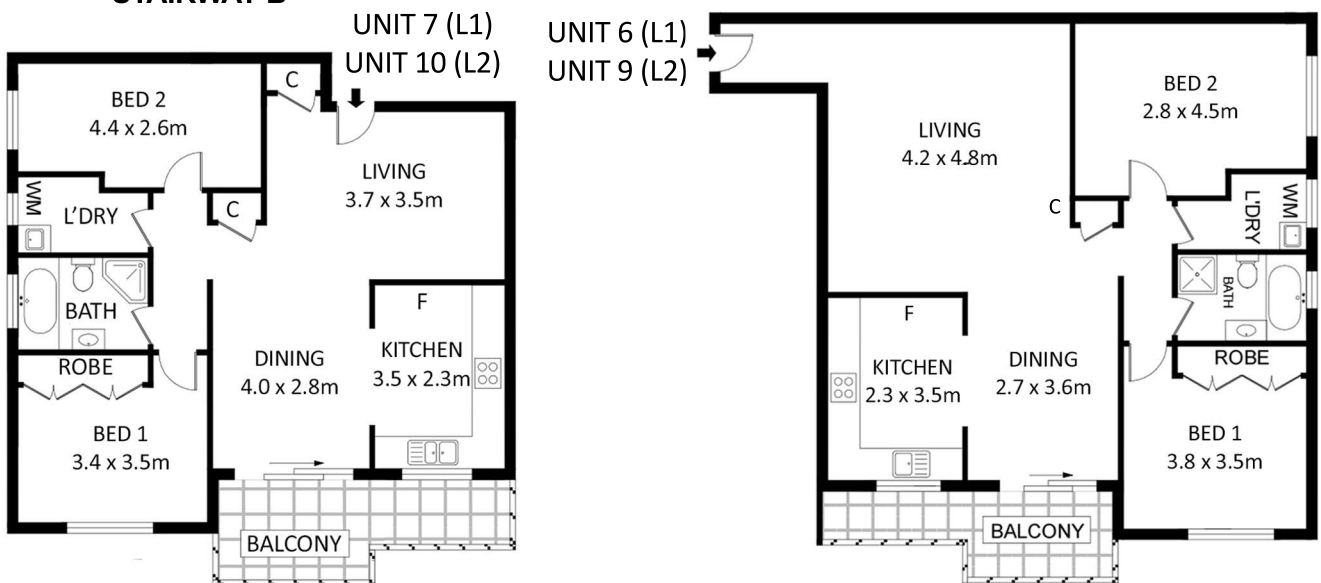 UNIT 7 (L1)
UNIT 10 (L2)
C
BED 2
4.4 x 2.6m
LIVING
3.7 x 3.5m
WM
L'DRY
C
BATH
F
ROBE
DINING
4.0 x 2.8m
KITCHEN
3.5 x 2.3m
BED 1
3.4 x 3.5m
BALCONY
UNIT 6 (L1)
UNIT 9 (L2)
BED 2
2.8 x 4.5m
LIVING
4.2 x 4.8m
C
L'DRY
WM
BATH
F
KITCHEN
2.3 x 3.5m
DINING
2.7 x 3.6m
ROBE
BED 1
3.8 x 3.5m
BALCONY